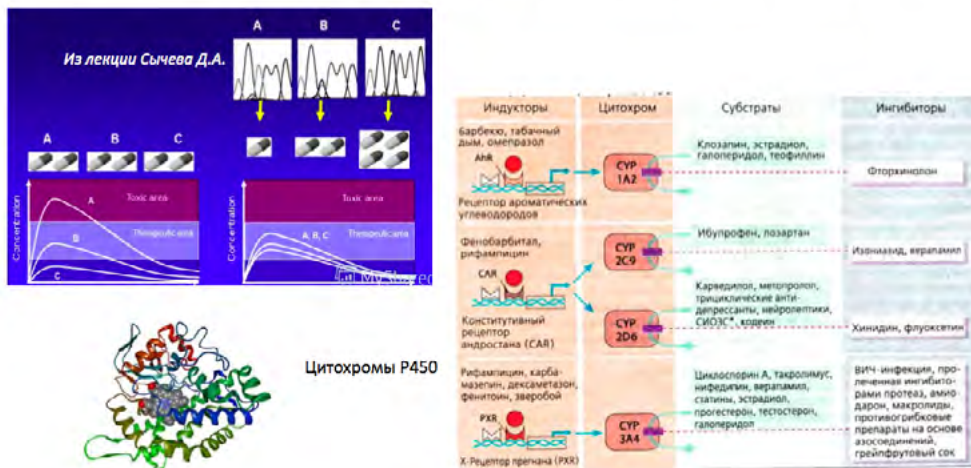 Из лекции Сычева Д.А.
A B C
A B C
Concentration
Toxic area
Therapeutic area
A
B
C
Concentration
Toxic area
Therapeutic area
A, B, C
MyShared
Цитохромы P450
Индукторы Цитохром Субстраты Ингибиторы
Барбекю, табачный
дым, омепразол
AhR
Рецептор ароматических
углеводородов
CYP
1A2
Клозапин, эстрадиол,
галоперидол, теофиллин
Фторхинолон
Фенобарбитал,
рифампицин
CAR
Конститутивный
рецептор
андростана (CAR)
CYP
2C9
Ибупрофен, лозартан
Изониазид, верапамил
CYP
2D6
Карведилол, метопролол,
трициклические анти-
депрессанты, нейролептики,
СИОЗС*, кодеин
Хинидин, флуоксетин
Рифампицин, карба-
мазепин, дексаметазон,
фенитоин, зверобой
PXR
X-Рецептор прегнана (PXR)
CYP
3A4
Циклоспорин А, такролимус,
нифедипин, верапамил,
статины, эстрадиол,
прогестерон, тестостерон,
галоперидол
ВИЧ-инфекция, про-
леченная ингибито-
рами протеаз, амио-
дарон, макролиды,
противогрибковые
препараты на основе
азосоединений,
грейпфрутовый сок